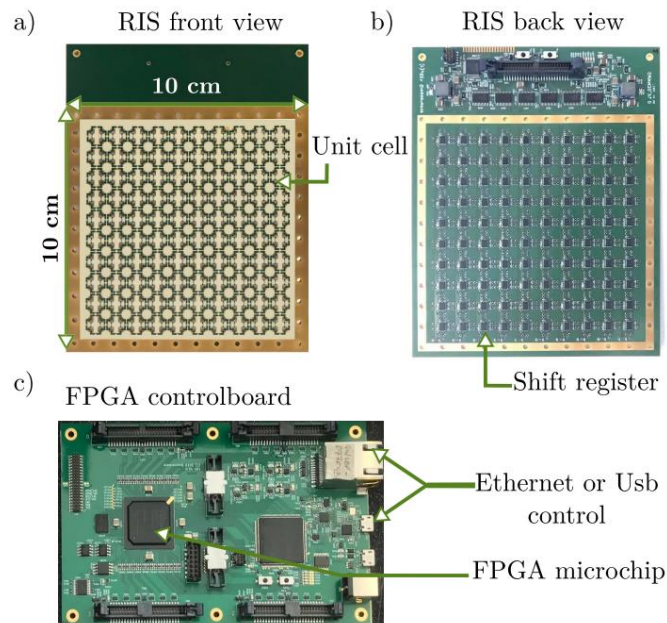 a)
RIS front view
10 cm
10 cm
Unit cell
b)
RIS back view
Shift register
c)
FPGA controlboard
Ethernet or Usb
control
FPGA microchip